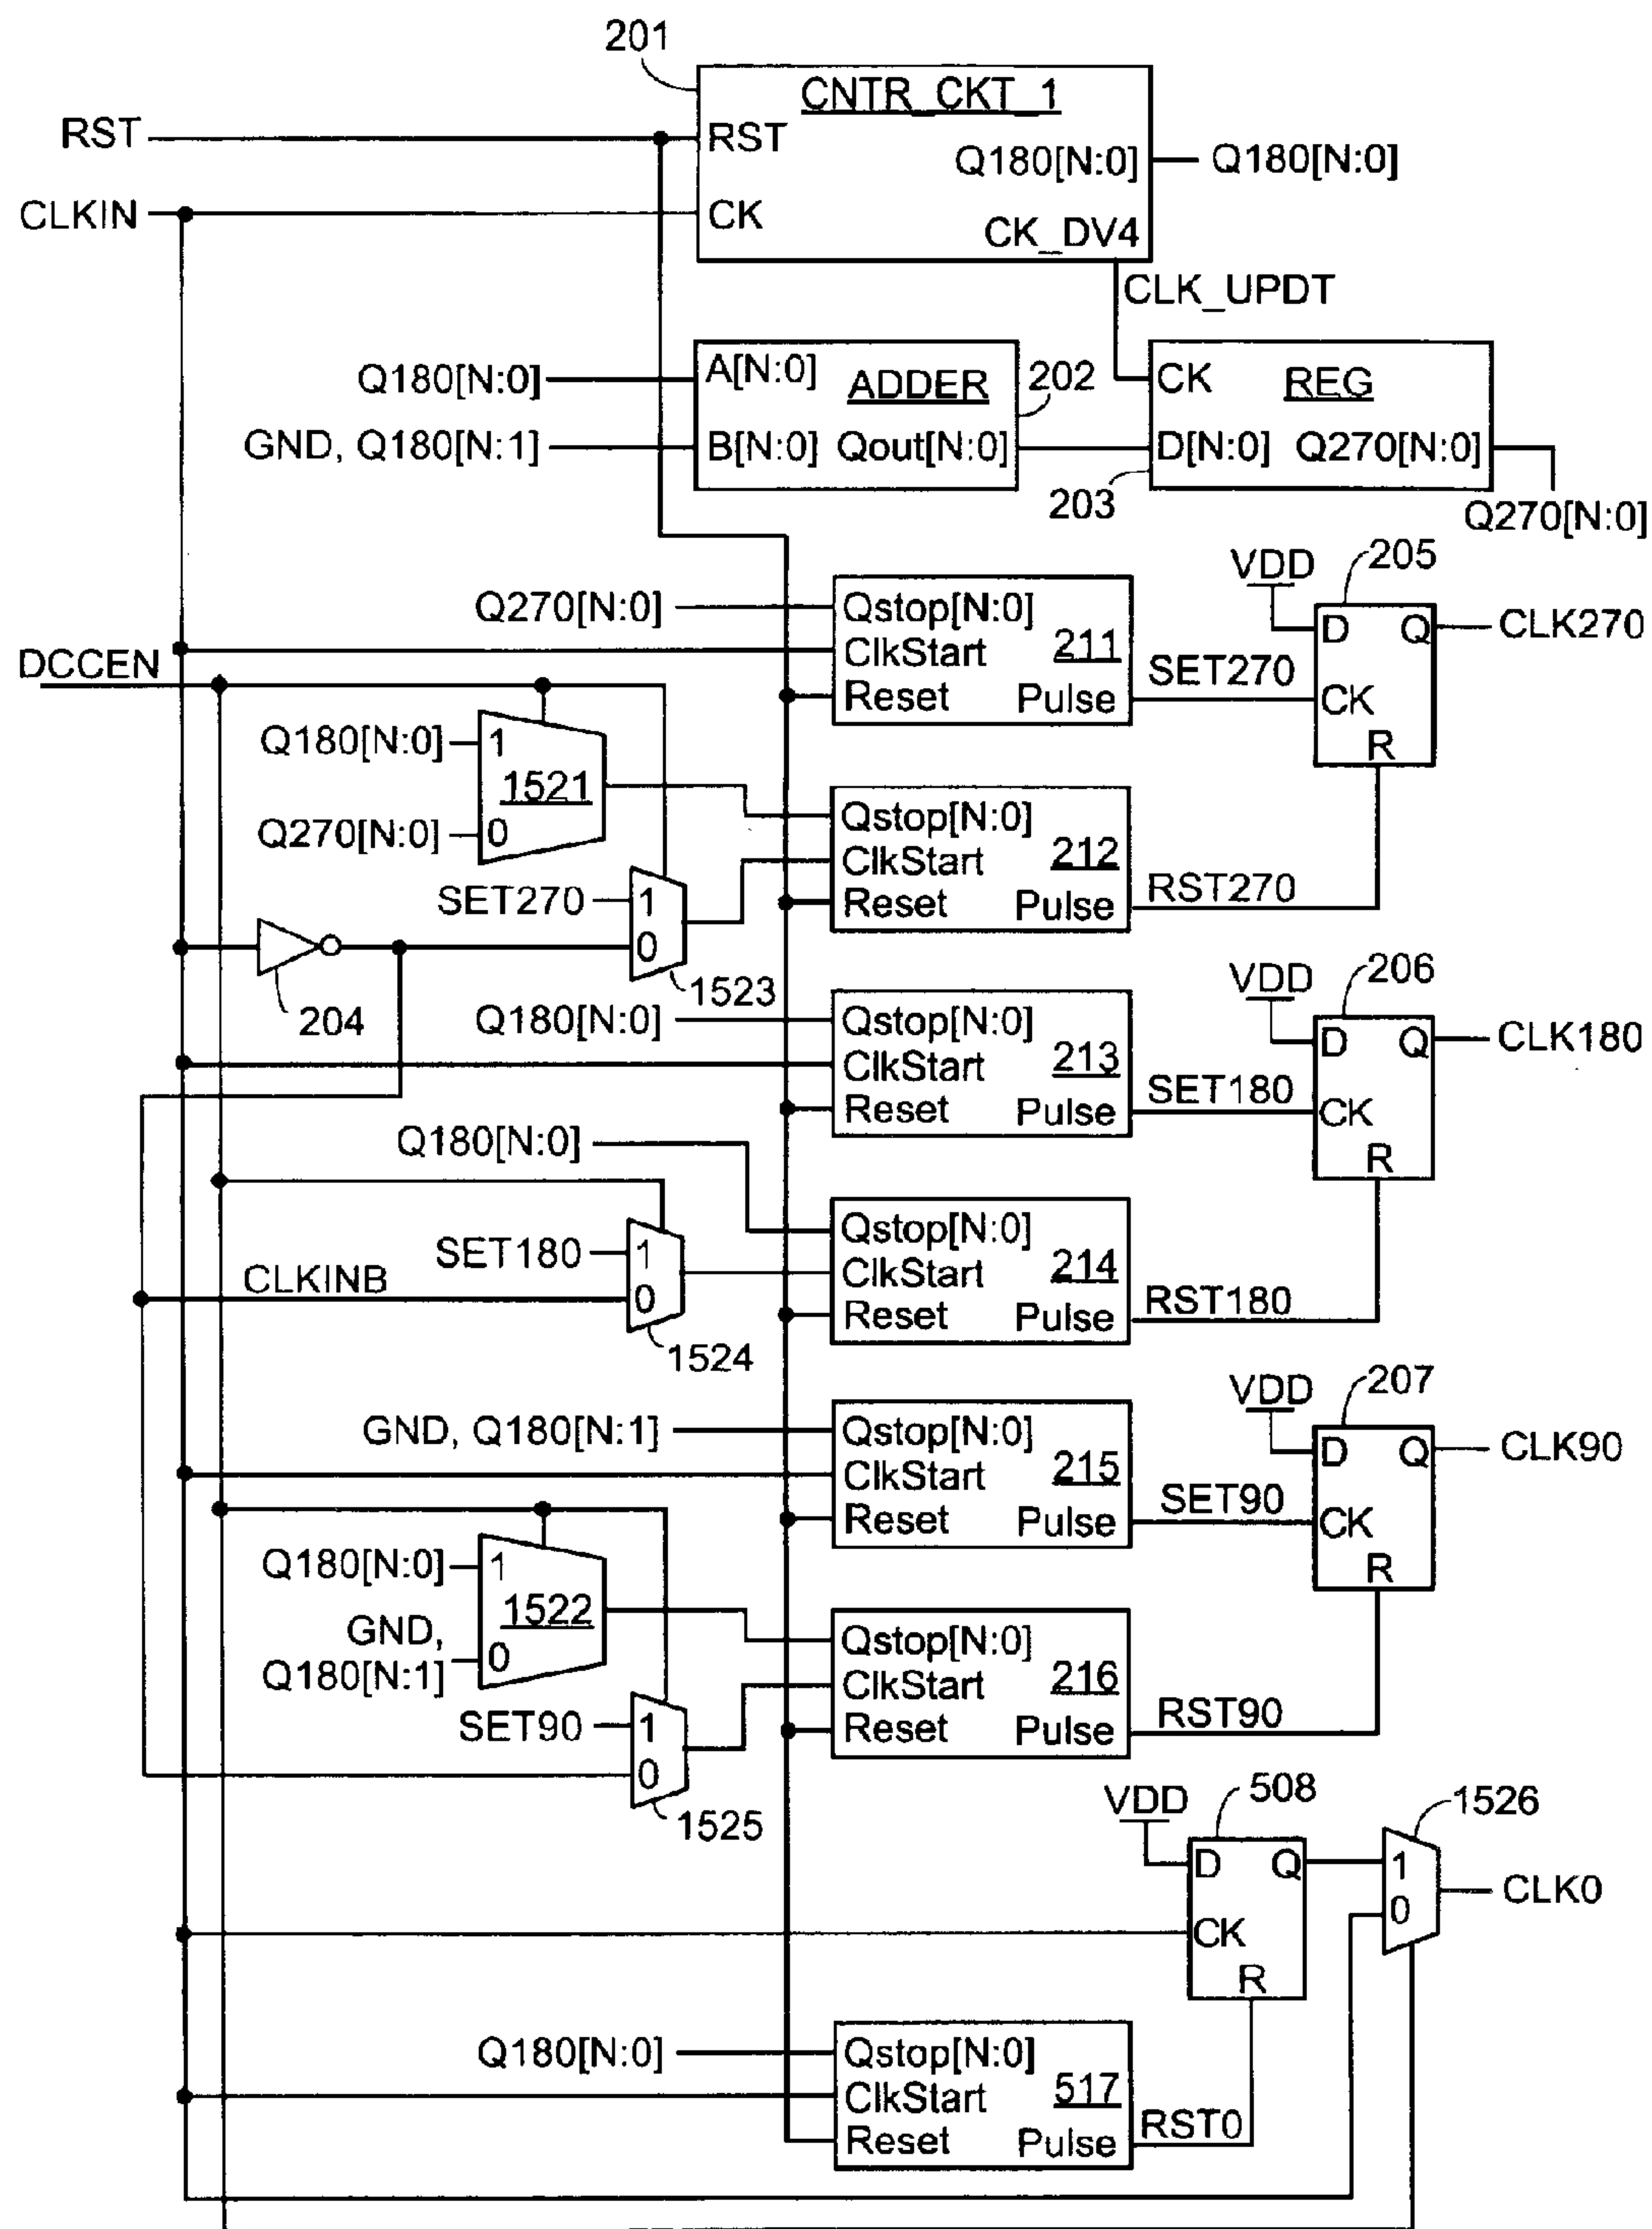 201
CNTR_CKT_1
RST
RST
Q180[N:0]
Q180[N:0]
CLKIN
CK
CK_DV4
CLK_UPDT
Q180[N:0]
A[N:0]
ADDER
202
CK
REG
GND, Q180[N:1]
B[N:0]
Qout[N:0]
D[N:0]
Q270[N:0]
203
Q270[N:0]
VDD
205
Q270[N:0]
Qstop[N:0]
D
Q
CLK270
ClkStart
211
SET270
DCCEN
Reset
Pulse
CK
R
Q180[N:0]
1
1521
Q270[N:0]
0
Qstop[N:0]
ClkStart
212
SET270
1
RST270
Reset
Pulse
0
1523
204
VDD
206
Q180[N:0]
Qstop[N:0]
D
Q
CLK180
ClkStart
213
SET180
Reset
Pulse
CK
Q180[N:0]
R
Qstop[N:0]
SET180
1
ClkStart
214
CLKINB
0
RST180
Reset
Pulse
1524
VDD
207
GND, Q180[N:1]
Qstop[N:0]
D
Q
CLK90
ClkStart
215
SET90
Reset
Pulse
CK
Q180[N:0]
1
R
1522
GND,
Q180[N:1]
0
Qstop[N:0]
ClkStart
216
SET90
1
RST90
Reset
Pulse
0
1525
VDD
508
1526
D
Q
1
CLK0
0
CK
R
Q180[N:0]
Qstop[N:0]
ClkStart
517
RST0
Reset
Pulse